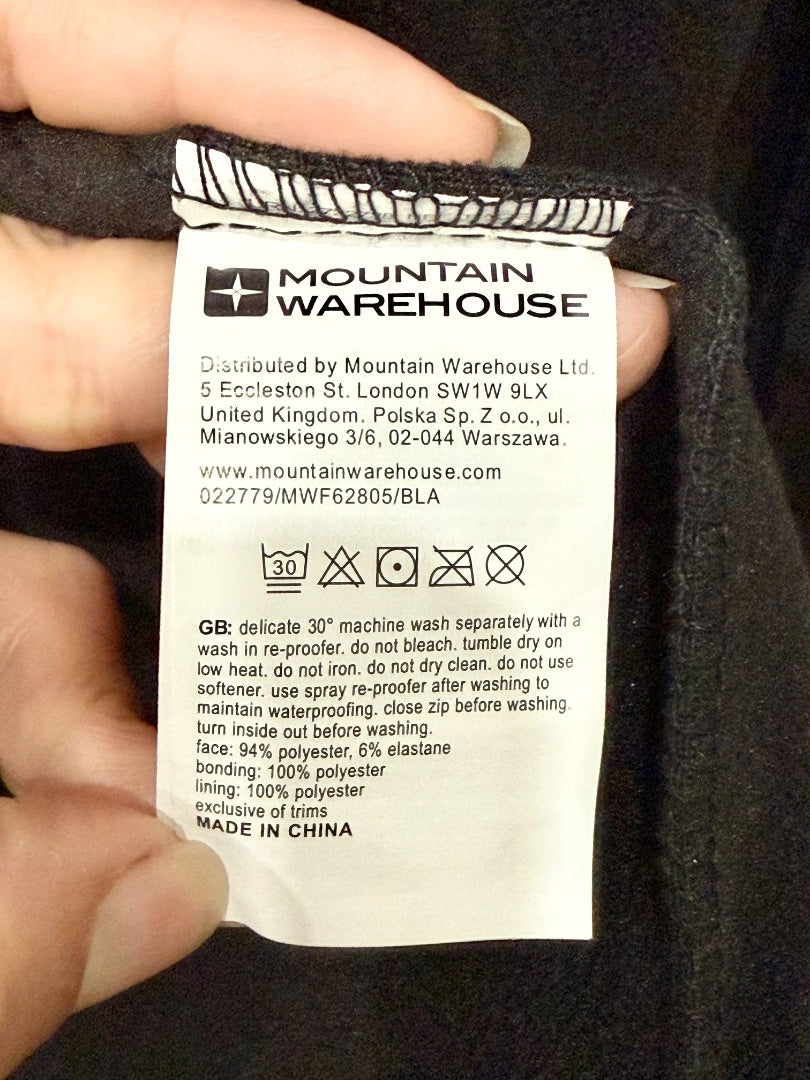 MOUNTAIN
WAREHOUSE
Distributed by Mountain Warehouse Ltd.
5 Eccleston St. London SW1W 9LX
United Kingdom. Polska Sp. Z o.o., ul.
Mianowskiego 3/6, 02-044 Warszawa.
www.mountainwarehouse.com
022779/MWF62805/BLA
30
GB: delicate 30° machine wash separately with a
wash in re-proofer. do not bleach. tumble dry on
low heat. do not iron. do not dry clean. do not use
softener. use spray re-proofer after washing to
maintain waterproofing. close zip before washing.
turn inside out before washing.
face: 94% polyester, 6% elastane
bonding: 100% polyester
lining: 100% polyester
exclusive of trims
MADE IN CHINA